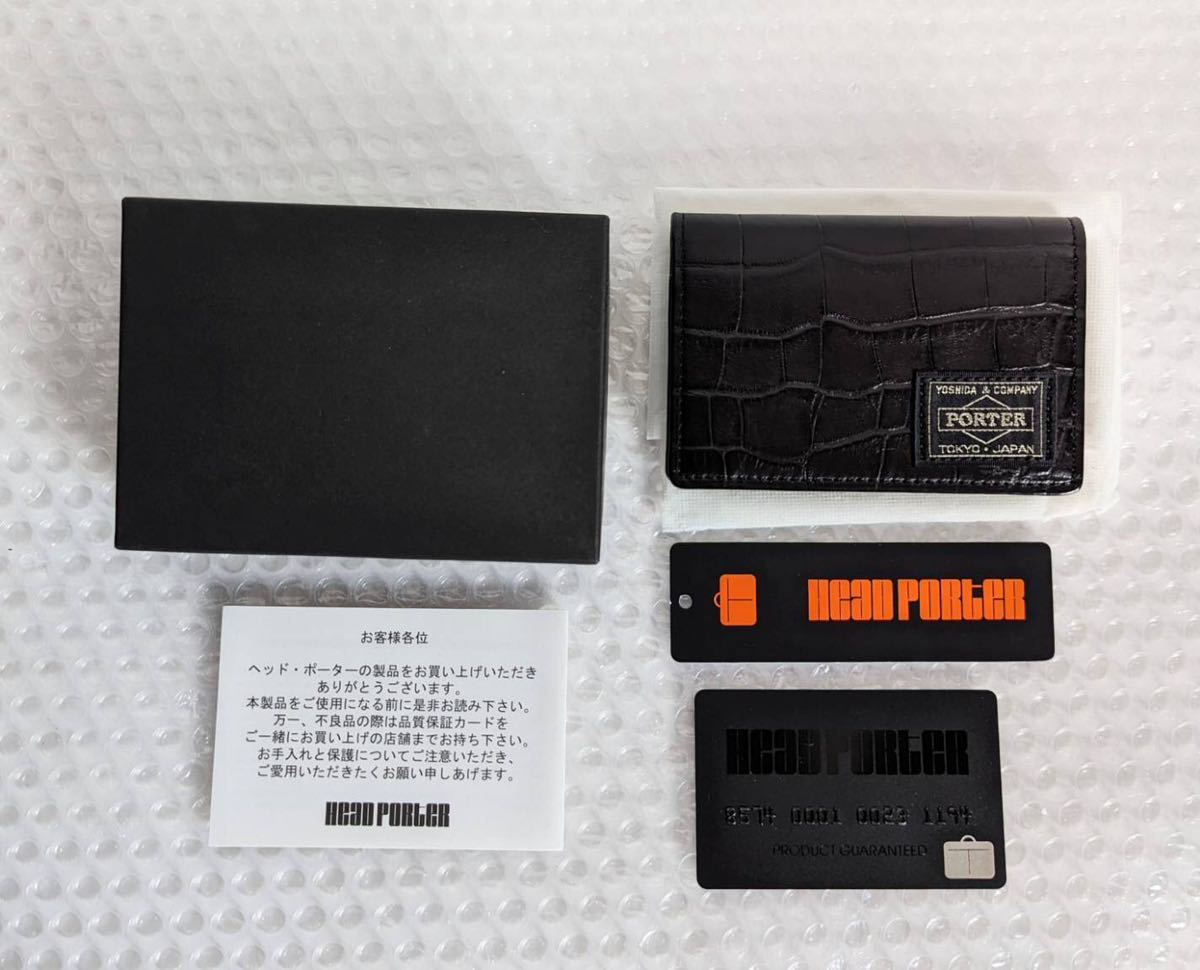 YOSHIDA & COMPANY
PORTER
TOKYO・JAPAN
HEAD PORTER
お客様各位
ヘッド・ポーターの製品をお買い上げいただき
ありがとうございます。
本製品をご使用になる前に是非お読み下さい。
万一、不良品の際は品質保証カードを
ご一緒にお買い上げの店舗までお持ち下さい。
お手入れと保護についてご注意いただき、
ご愛用いただきたくお願い申しあげます。
HEAD PORTER
HEAD PORTER
8574 0001 0023 1194
PRODUCT GUARANTEED